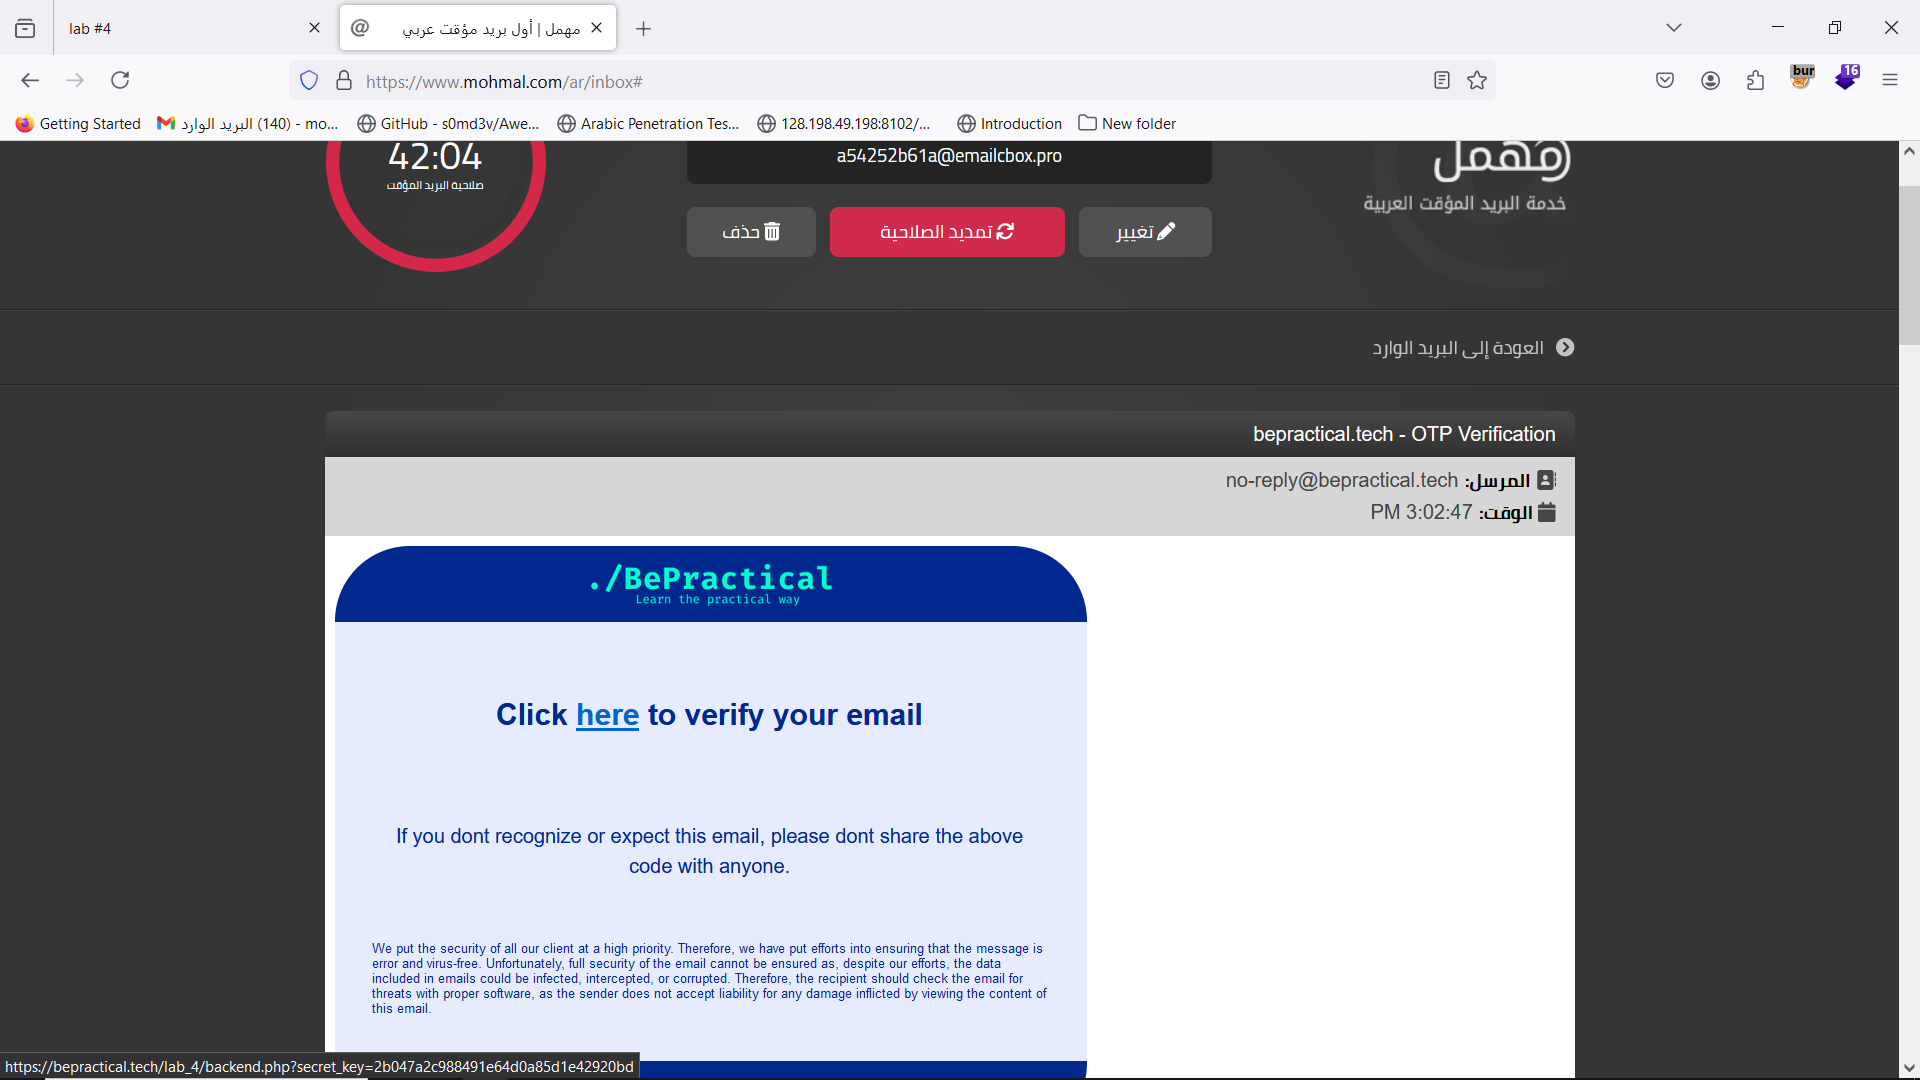 lab #4
مهمل | أول بريد مؤقت عربي
https://www.mohmal.com/ar/inbox#
bur
16
Getting Started
البريد الوارد (140) - mo...
GitHub - s0md3v/Awe...
Arabic Penetration Tes...
128.198.49.198:8102/...
Introduction
New folder
42:04
صلاحية البريد المؤقت
a54252b61a@emailcbox.pro
مهمل
خدمة البريد المؤقت العربية
تغيير
تمديد الصلاحية
حذف
العودة إلى البريد الوارد
bepractical.tech - OTP Verification
المرسل: no-reply@bepractical.tech
الوقت: 3:02:47 PM
./BePractical
Learn the practical way
Click here to verify your email
If you dont recognize or expect this email, please dont share the above
code with anyone.
We put the security of all our client at a high priority. Therefore, we have put efforts into ensuring that the message is
error and virus-free. Unfortunately, full security of the email cannot be ensured as, despite our efforts, the data
included in emails could be infected, intercepted, or corrupted. Therefore, the recipient should check the email for
threats with proper software, as the sender does not accept liability for any damage inflicted by viewing the content of
this email.
https://bepractical.tech/lab_4/backend.php?secret_key=2b047a2c988491e64d0a85d1e42920bd